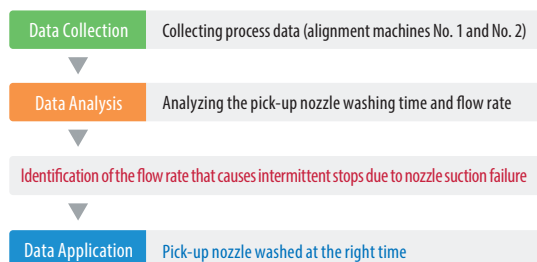 Data Collection Collecting process data (alignment machines No. 1 and No. 2)
Data Analysis Analyzing the pick-up nozzle washing time and flow rate
Identification of the flow rate that causes intermittent stops due to nozzle suction failure
Data Application Pick-up nozzle washed at the right time